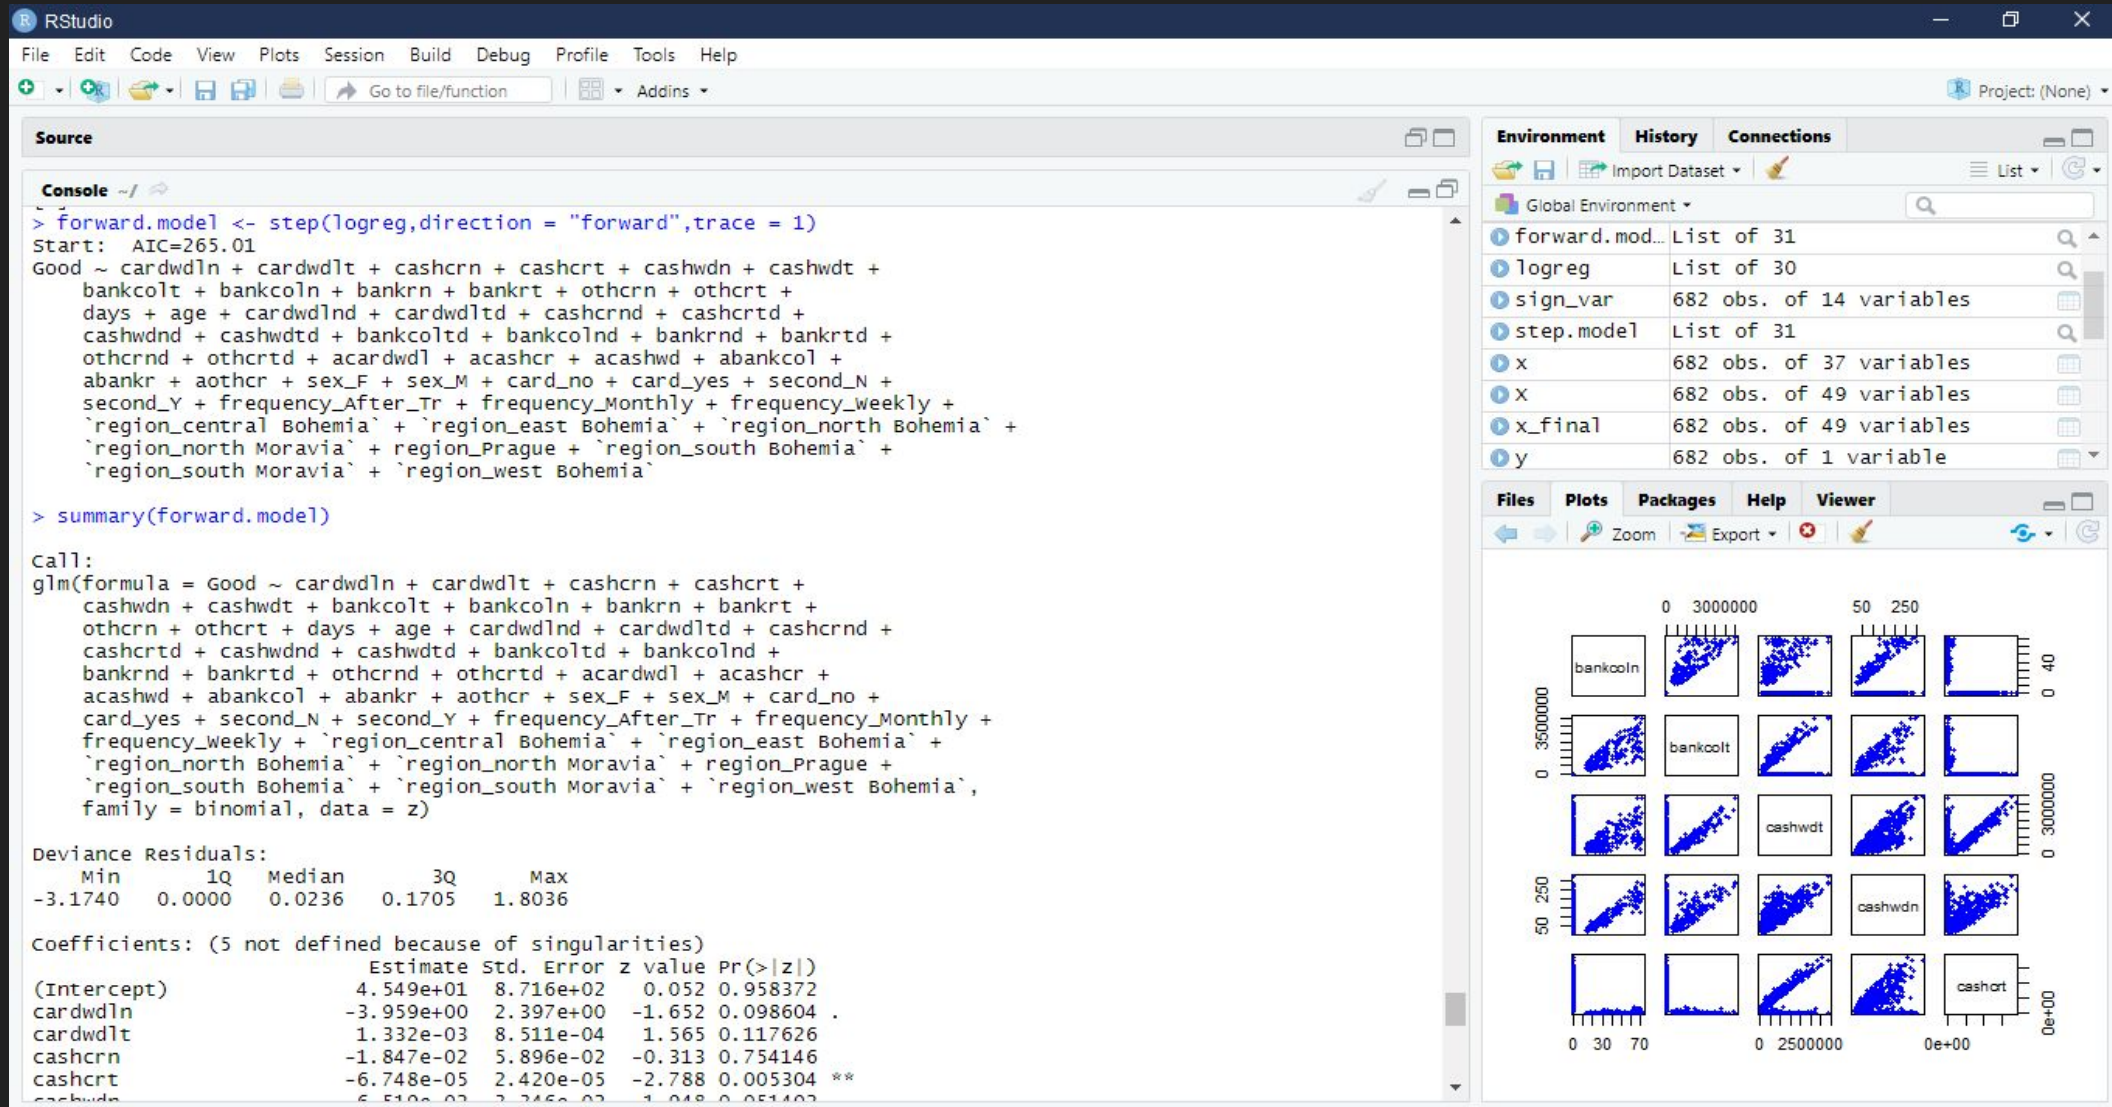 RStudio
File Edit Code View Plots Session Build Debug Profile Tools Help
Go to file/function Addins Project: (None)
Source
Console ~/
> forward.model <- step(logreg,direction = "forward",trace = 1)
Start:  AIC=265.01
Good ~ cardwdln + cardwdlt + cashcrn + cashcrt + cashwdn + cashwdt +
    bankcolt + bankcoln + bankrn + bankrt + othcrn + othcrt +
    days + age + cardwdlnd + cardwdltd + cashcrnd + cashcrtd +
    cashwdnd + cashwdtd + bankcoltd + bankcolnd + bankrnd + bankrtd +
    othcrnd + othcrtd + acardwdl + acashcr + acashwd + abankcol +
    abankr + aothcr + sex_F + sex_M + card_no + card_yes + second_N +
    second_Y + frequency_After_Tr + frequency_Monthly + frequency_Weekly +
    `region_central Bohemia` + `region_east Bohemia` + `region_north Bohemia` +
    `region_north Moravia` + region_Prague + `region_south Bohemia` +
    `region_south Moravia` + `region_west Bohemia`
> summary(forward.model)
Call:
glm(formula = Good ~ cardwdln + cardwdlt + cashcrn + cashcrt +
    cashwdn + cashwdt + bankcolt + bankcoln + bankrn + bankrt +
    othcrn + othcrt + days + age + cardwdlnd + cardwdltd + cashcrnd +
    cashcrtd + cashwdnd + cashwdtd + bankcoltd + bankcolnd +
    bankrnd + bankrtd + othcrnd + othcrtd + acardwdl + acashcr +
    acashwd + abankcol + abankr + aothcr + sex_F + sex_M + card_no +
    card_yes + second_N + second_Y + frequency_After_Tr + frequency_Monthly +
    frequency_Weekly + `region_central Bohemia` + `region_east Bohemia` +
    `region_north Bohemia` + `region_north Moravia` + region_Prague +
    `region_south Bohemia` + `region_south Moravia` + `region_west Bohemia`,
    family = binomial, data = z)
Deviance Residuals:
    Min       1Q   Median       3Q      Max
-3.1740   0.0000   0.0236   0.1705   1.8036
Coefficients: (5 not defined because of singularities)
Estimate Std. Error z value Pr(>|z|)
(Intercept) 4.549e+01 8.716e+02 0.052 0.958372
cardwdln -3.959e+00 2.397e+00 -1.652 0.098604 .
cardwdlt 1.332e-03 8.511e-04 1.565 0.117626
cashcrn -1.847e-02 5.896e-02 -0.313 0.754146
cashcrt -6.748e-05 2.420e-05 -2.788 0.005304 **
Environment History Connections
Import Dataset List
Global Environment
forward.mod… List of 31
logreg List of 30
sign_var 682 obs. of 14 variables
step.model List of 31
x 682 obs. of 37 variables
X 682 obs. of 49 variables
x_final 682 obs. of 49 variables
y 682 obs. of 1 variable
Files Plots Packages Help Viewer
Zoom Export
0 3000000 50 250
bankcoln
0 40
0 3500000
bankcolt
cashwdt
0 3000000
50 250
cashwdn
cashcrt
0e+00
0 30 70 0 2500000 0e+00